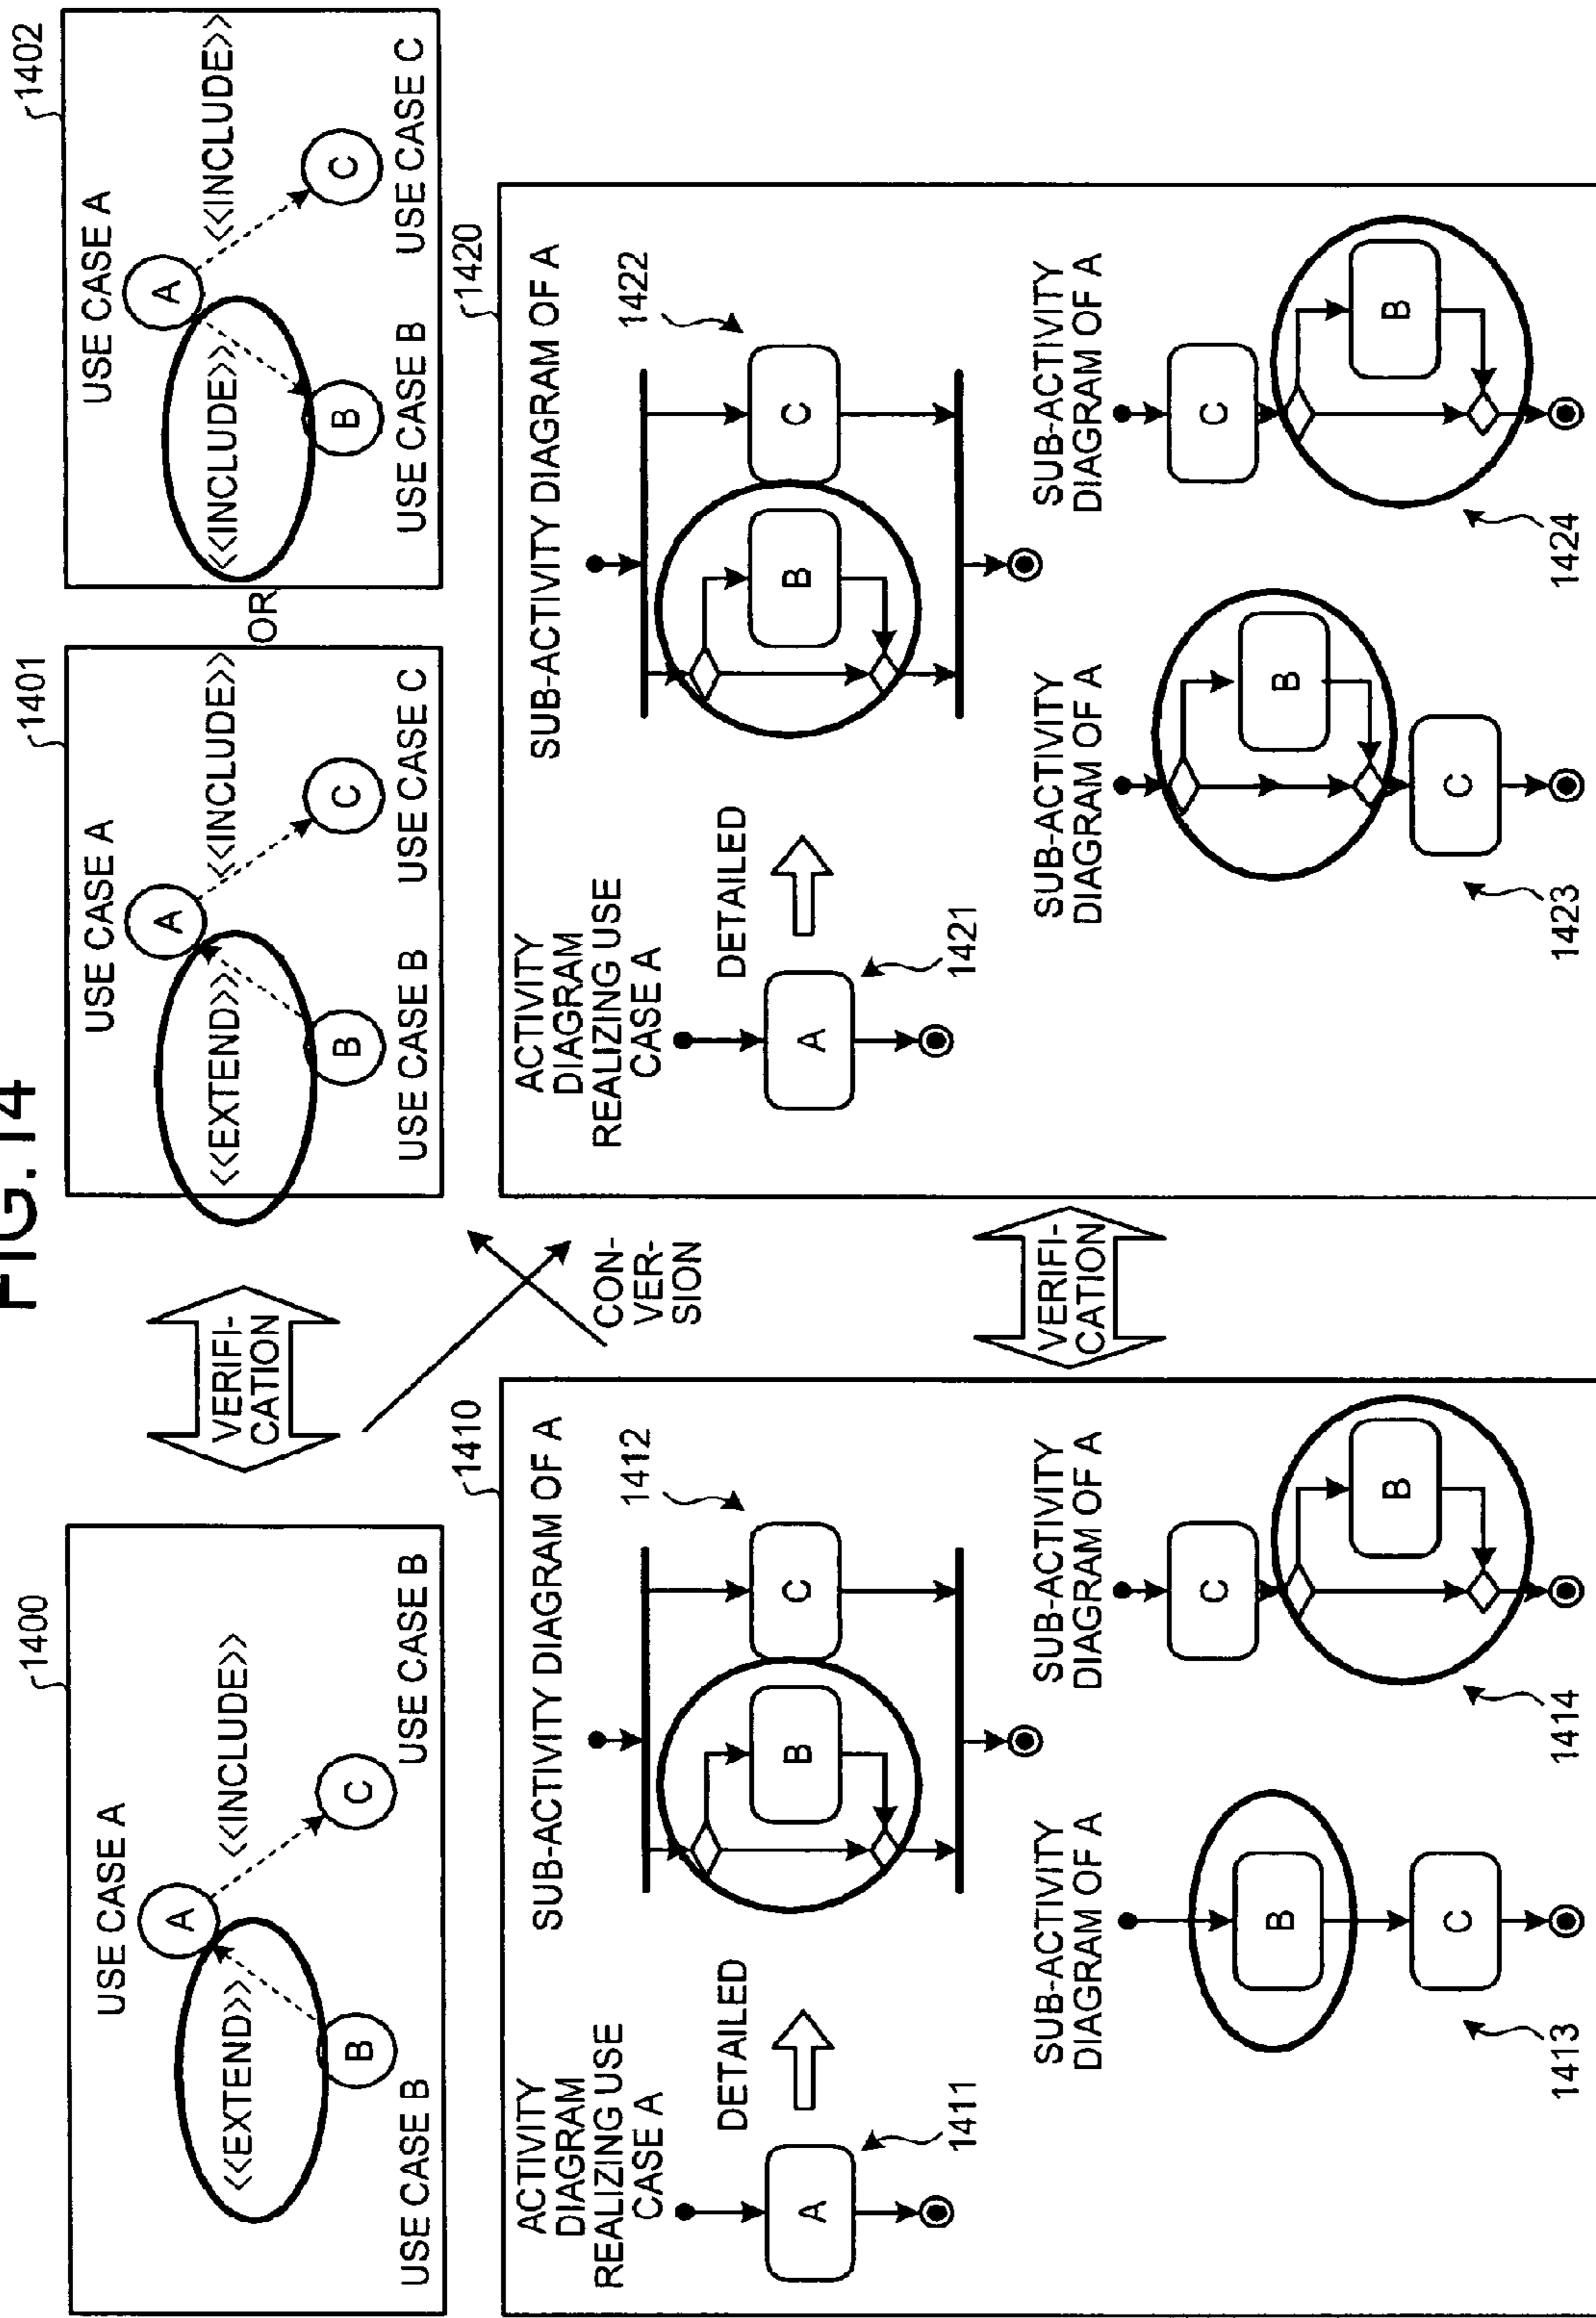 FIG.14
1400
USE CASE A
<<EXTEND>>
<<INCLUDE>>
A
B
C
USE CASE B
USE CASE B
VERIFI-
CATION
1401
USE CASE A
<<EXTEND>>
<<INCLUDE>>
A
B
C
USE CASE B
USE CASE C
OR
1402
USE CASE A
<<INCLUDE>>
<<INCLUDE>>
A
B
C
USE CASE B
USE CASE C
CON-
VER-
SION
1410
ACTIVITY
DIAGRAM
REALIZING USE
CASE A
A
1411
DETAILED
SUB-ACTIVITY DIAGRAM OF A
1412
B
C
SUB-ACTIVITY
DIAGRAM OF A
B
C
1413
SUB-ACTIVITY
DIAGRAM OF A
C
B
1414
VERIFI-
CATION
1420
ACTIVITY
DIAGRAM
REALIZING USE
CASE A
A
1421
DETAILED
SUB-ACTIVITY DIAGRAM OF A
1422
B
C
SUB-ACTIVITY
DIAGRAM OF A
B
C
1423
SUB-ACTIVITY
DIAGRAM OF A
C
B
1424